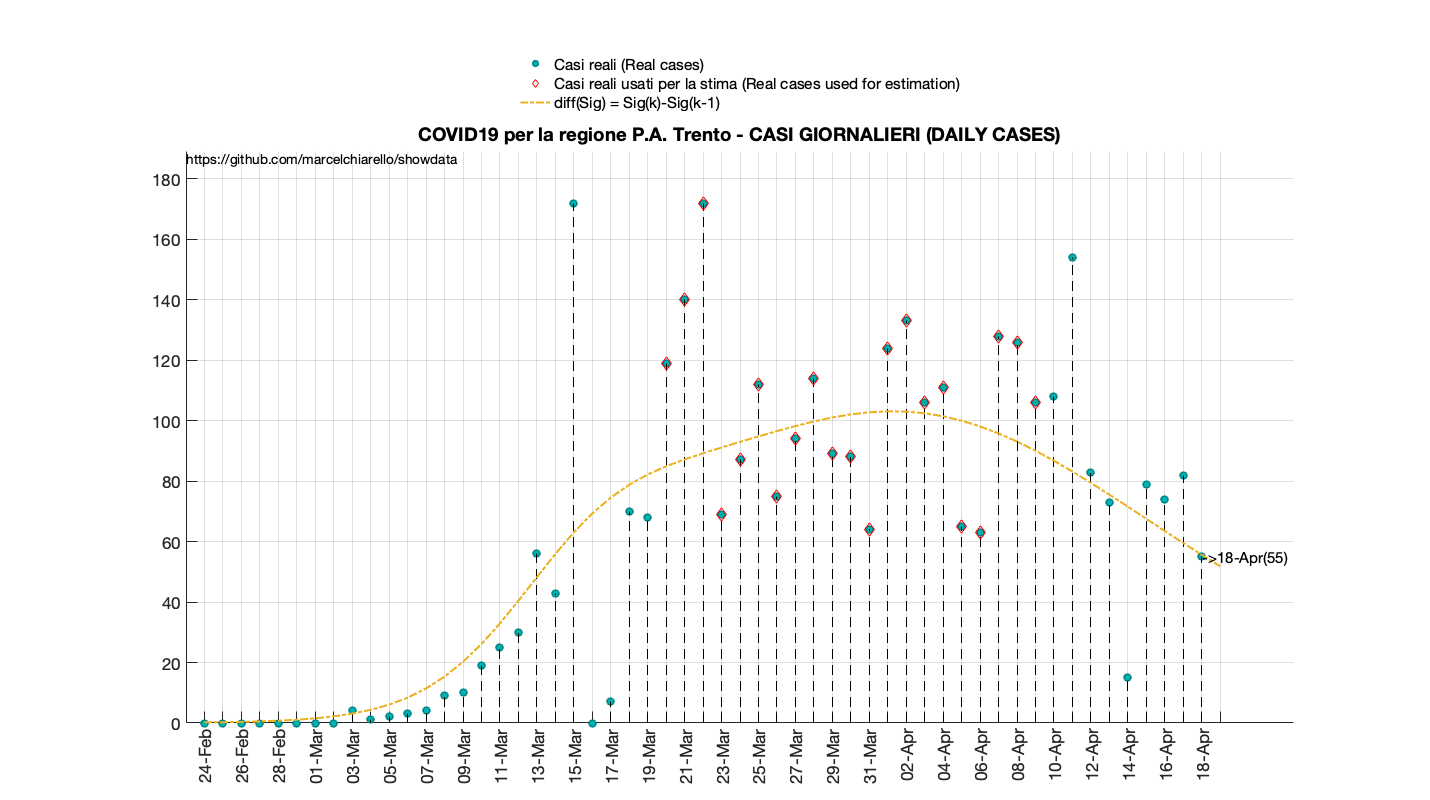 Casi reali (Real cases)
Casi reali usati per la stima (Real cases used for estimation)
diff(Sig) = Sig(k)-Sig(k-1)
COVID19 per la regione P.A. Trento - CASI GIORNALIERI (DAILY CASES)
https://github.com/marcelchiarello/showdata
180
160
140
120
100
80
60
40
20
0
->18-Apr(55)
24-Feb
26-Feb
28-Feb
01-Mar
03-Mar
05-Mar
07-Mar
09-Mar
11-Mar
13-Mar
15-Mar
17-Mar
19-Mar
21-Mar
23-Mar
25-Mar
27-Mar
29-Mar
31-Mar
02-Apr
04-Apr
06-Apr
08-Apr
10-Apr
12-Apr
14-Apr
16-Apr
18-Apr